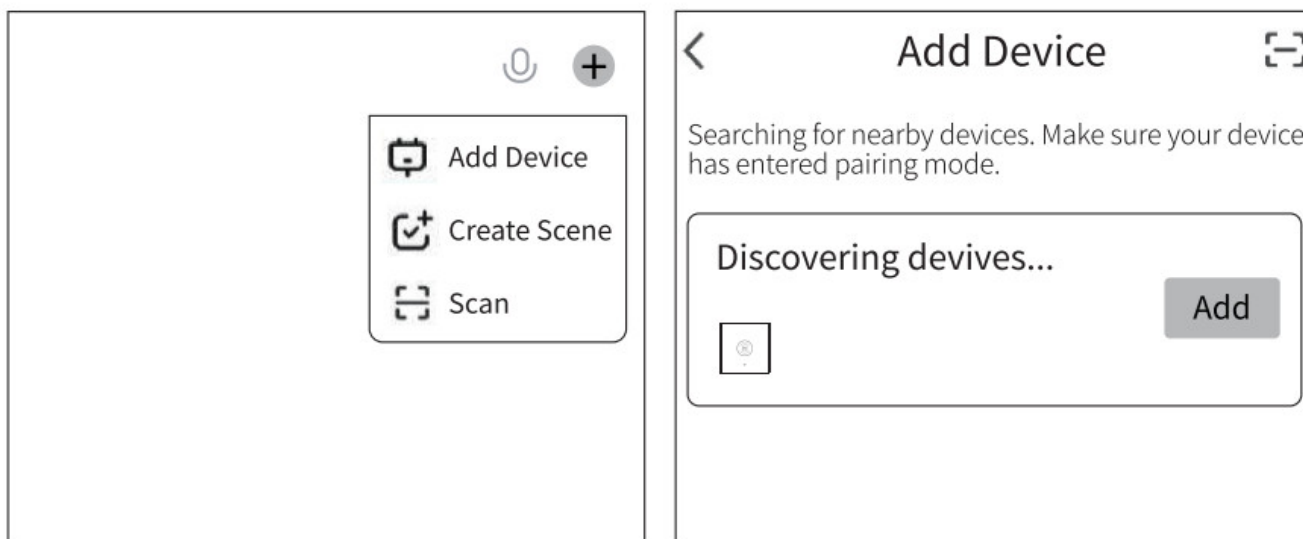 Add Device
Create Scene
Scan
Add Device
Searching for nearby devices. Make sure your device
has entered pairing mode.
Discovering devives...
Add